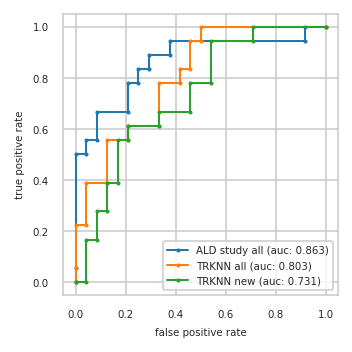 1.0
0.8
0.6
0.4
0.2
0.0
true positive rate
ALD study all (auc: 0.863)
TRKNN all (auc: 0.803)
TRKNN new (auc: 0.731)
0.0 0.2 0.4 0.6 0.8 1.0
false positive rate